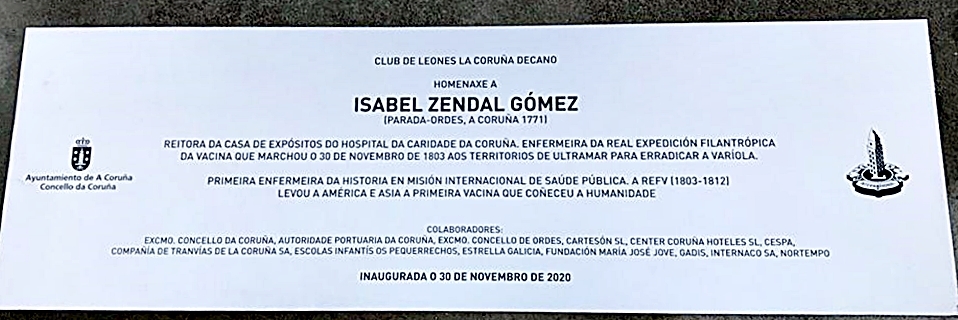 CLUB DE LEONES LA CORUÑA DECANO
HOMENAXE A
ISABEL ZENDAL GÓMEZ
(PARADA-ORDES, A CORUÑA 1771)
REITORA DA CASA DE EXPÓSITOS DO HOSPITAL DA CARIDADE DA CORUÑA. ENFERMEIRA DA REAL EXPEDICIÓN FILANTRÓPICA
DA VACINA QUE MARCHOU O 30 DE NOVEMBRO DE 1803 AOS TERRITORIOS DE ULTRAMAR PARA ERRADICAR A VARÍOLA.
PRIMEIRA ENFERMEIRA DA HISTORIA EN MISIÓN INTERNACIONAL DE SAÚDE PÚBLICA. A REFV (1803-1812)
LEVOU A AMÉRICA E ASIA A PRIMEIRA VACINA QUE COÑECEU A HUMANIDADE
Ayuntamiento de A Coruña
Concello da Coruña
COLABORADORES:
EXCMO. CONCELLO DA CORUÑA, AUTORIDADE PORTUARIA DA CORUÑA, EXCMO. CONCELLO DE ORDES, CARTESÓN SL, CENTER CORUÑA HOTELES SL, CESPA,
COMPAÑÍA DE TRANVÍAS DE LA CORUÑA SA, ESCOLAS INFANTÍS OS PEQUERRECHOS, ESTRELLA GALICIA, FUNDACIÓN MARÍA JOSÉ JOVE, GADIS, INTERNACO SA, NORTEMPO
INAUGURADA O 30 DE NOVEMBRO DE 2020